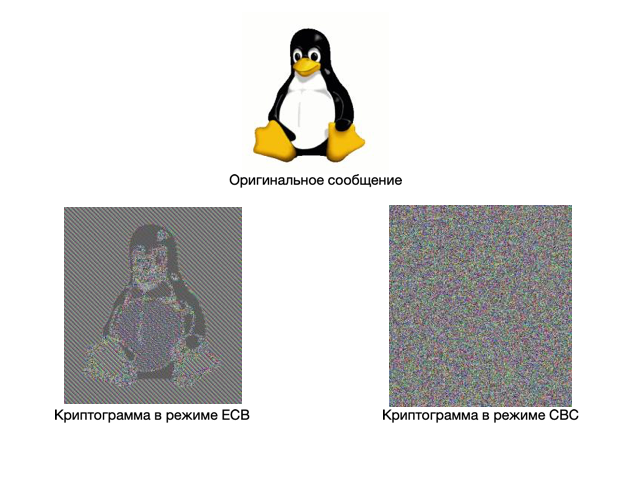 Оригинальное сообщение
Криптограмма в режиме ECB
Криптограмма в режиме CBC